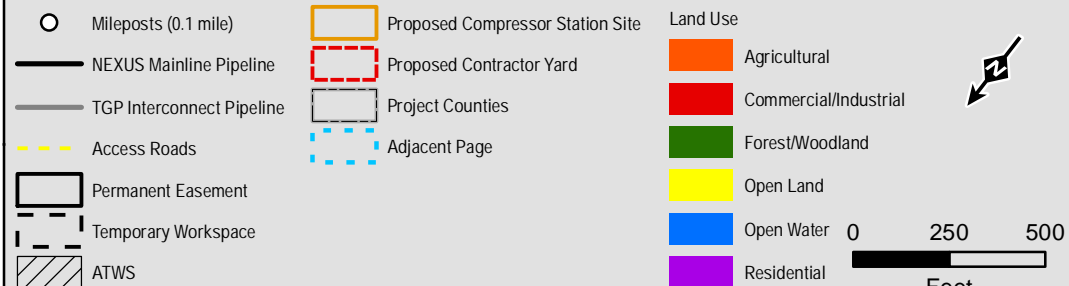 Mileposts (0.1 mile)
NEXUS Mainline Pipeline
TGP Interconnect Pipeline
Access Roads
Permanent Easement
Temporary Workspace
ATWS
Proposed Compressor Station Site
Proposed Contractor Yard
Project Counties
Adjacent Page
Land Use
Agricultural
Commercial/Industrial
Forest/Woodland
Open Land
Open Water
Residential
N
0 250 500
Feet